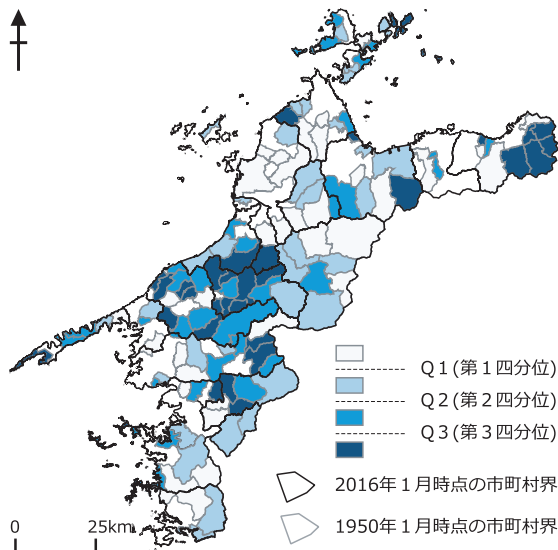 Q１(第１四分位)
Q２(第２四分位)
Q３(第３四分位)
2016年１月時点の市町村界
1950年１月時点の市町村界
0 25km